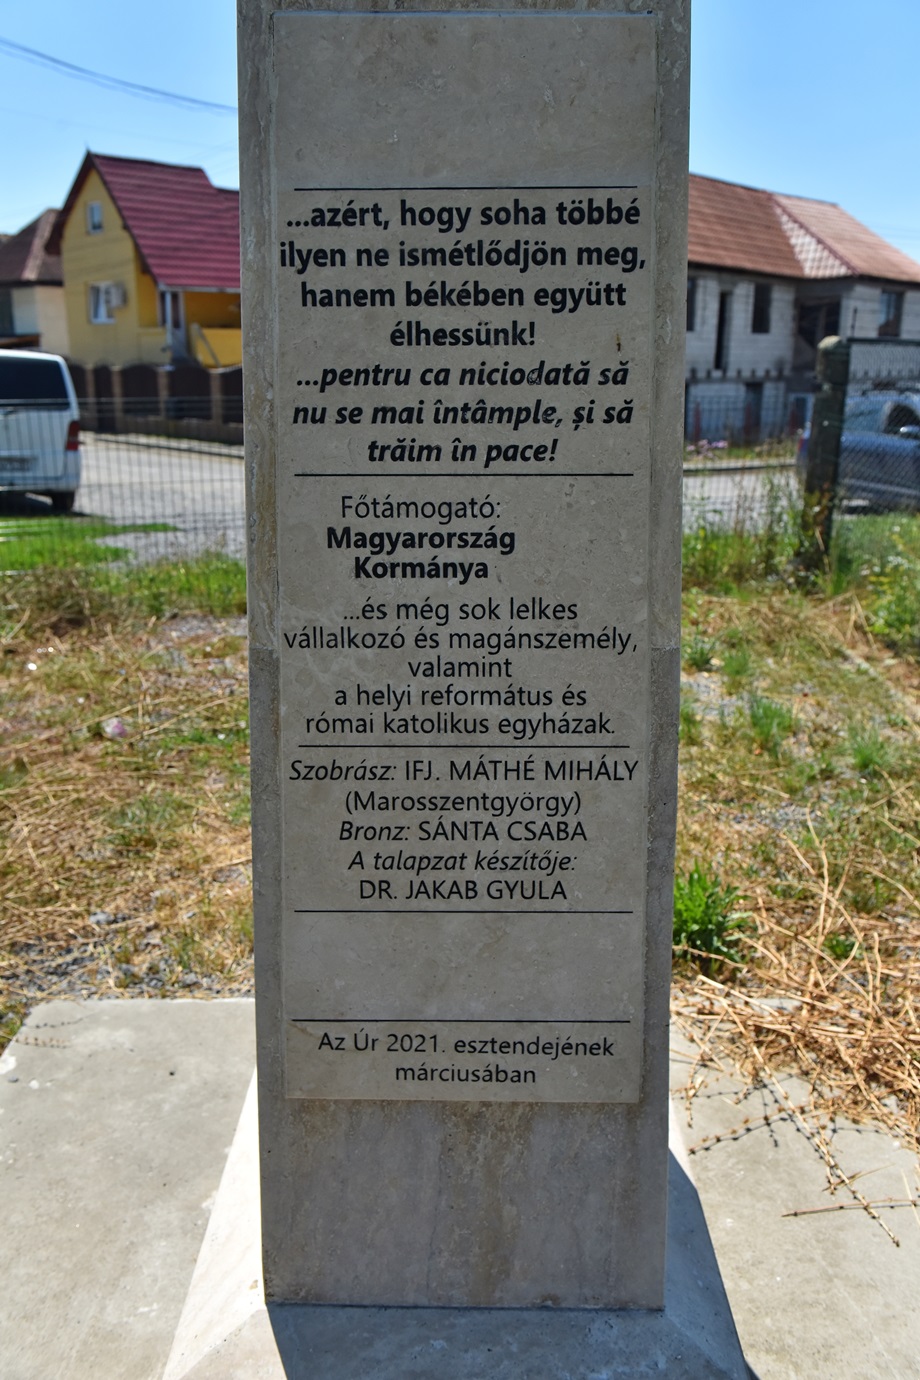 ...azért, hogy soha többé
ilyen ne ismétlődjön meg,
hanem békében együtt
élhessünk!
...pentru ca niciodată să
nu se mai întâmple, și să
trăim în pace!
Főtámogató:
Magyarország
Kormánya
...és még sok lelkes
vállalkozó és magánszemély,
valamint
a helyi református és
római katolikus egyházak.
Szobrász: IFJ. MÁTHÉ MIHÁLY
(Marosszentgyörgy)
Bronz: SÁNTA CSABA
A talapzat készítője:
DR. JAKAB GYULA
Az Úr 2021. esztendejének
márciusában